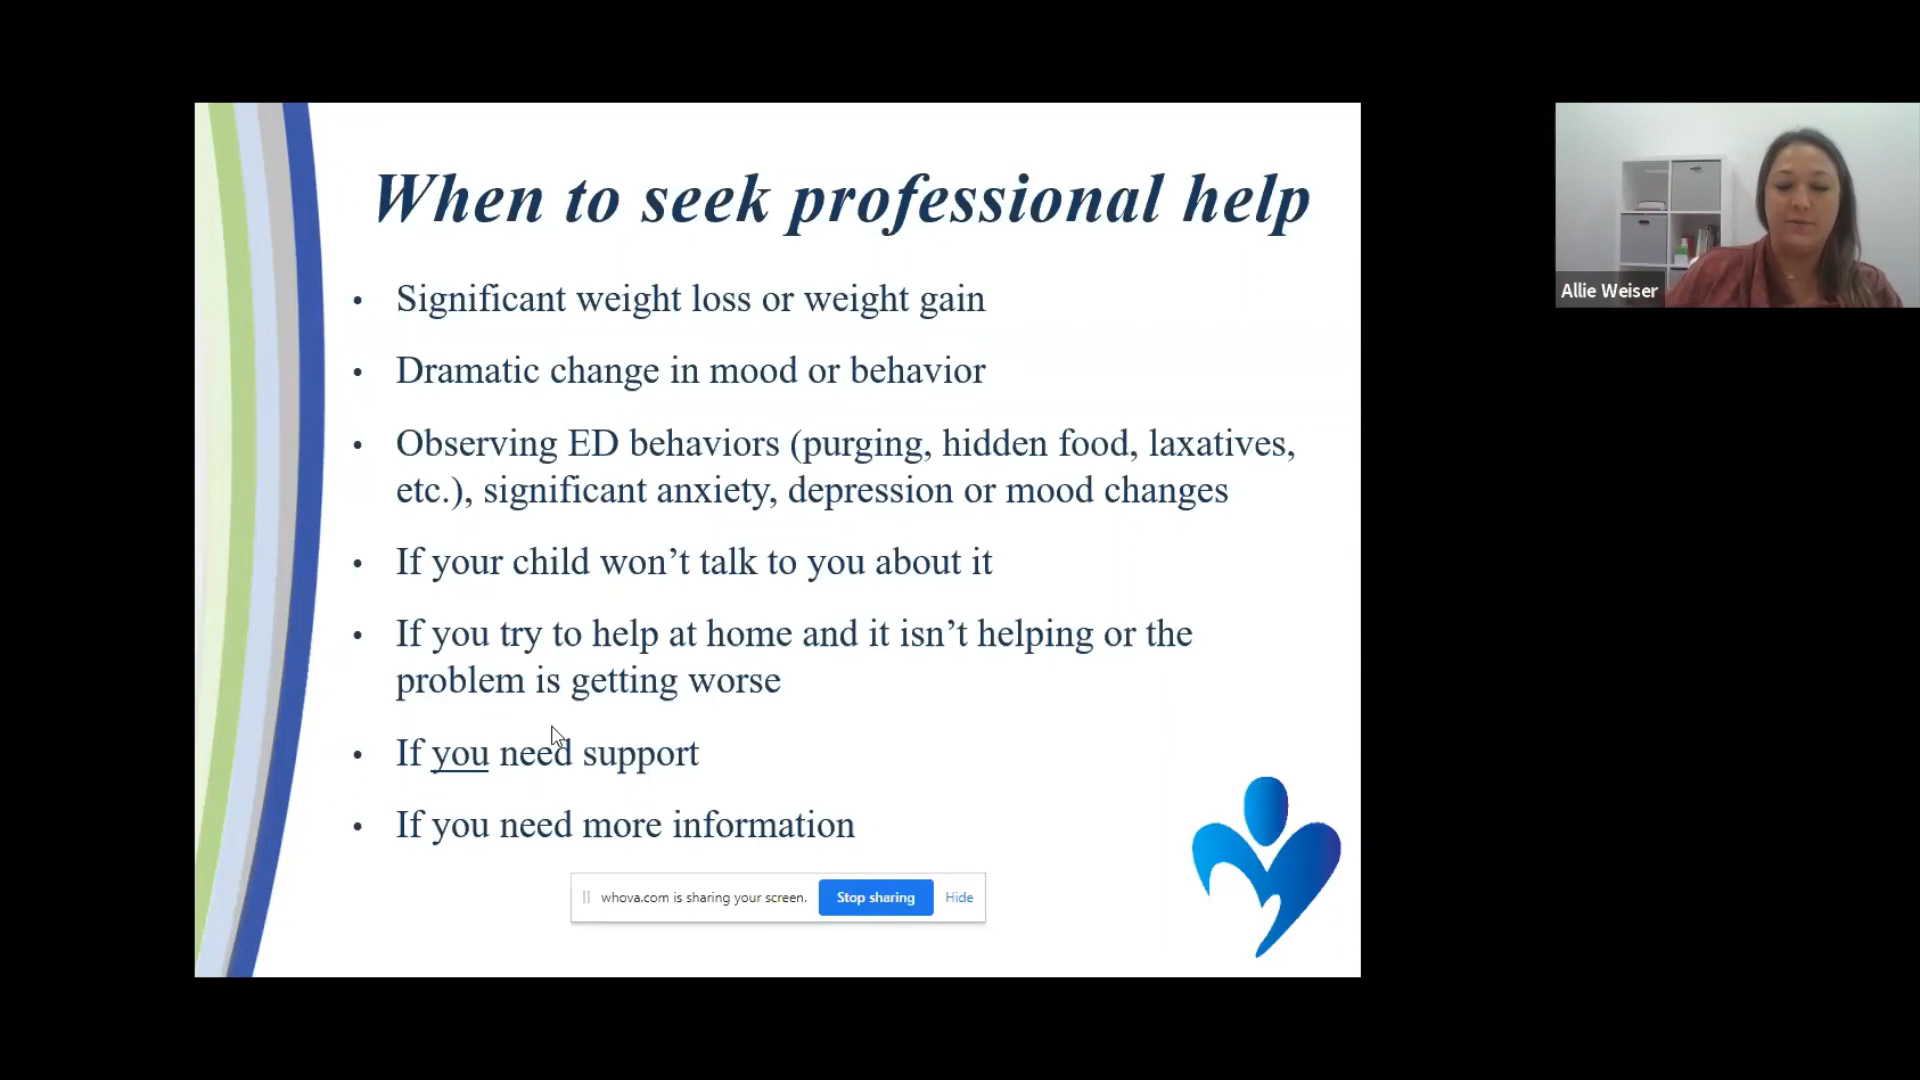 When to seek professional help
• Significant weight loss or weight gain
• Dramatic change in mood or behavior
• Observing ED behaviors (purging, hidden food, laxatives,
etc.), significant anxiety, depression or mood changes
• If your child won’t talk to you about it
• If you try to help at home and it isn’t helping or the
problem is getting worse
• If you need support
• If you need more information
whova.com is sharing your screen. Stop sharing Hide
Allie Weiser